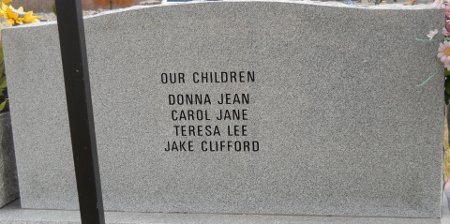 OUR CHILDREN
DONNA JEAN
CAROL JANE
TERESA LEE
JAKE CLIFFORD